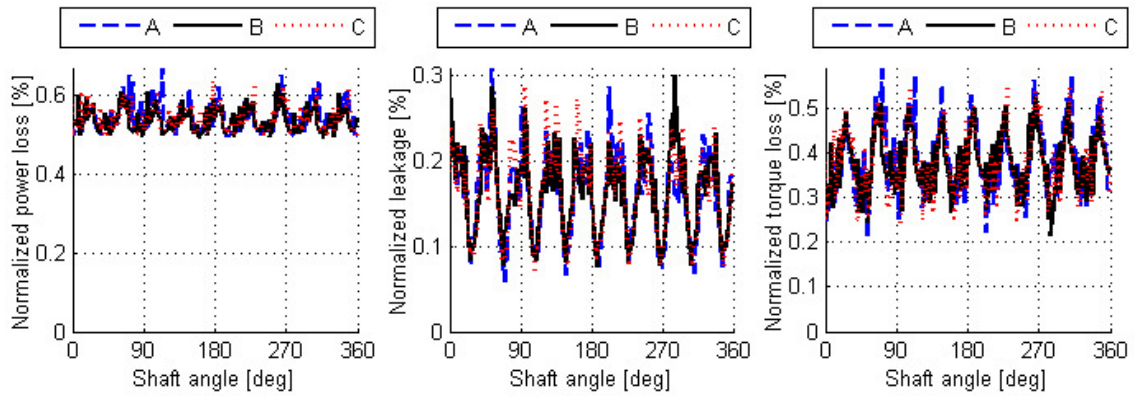 A B C
Normalized power loss [%]
0.6
0.4
0.2
0
0 90 180 270 360
Shaft angle [deg]
A B C
Normalized leakage [%]
0.3
0.2
0.1
0
0 90 180 270 360
Shaft angle [deg]
A B C
Normalized torque loss [%]
0.5
0.4
0.3
0.2
0.1
0
0 90 180 270 360
Shaft angle [deg]